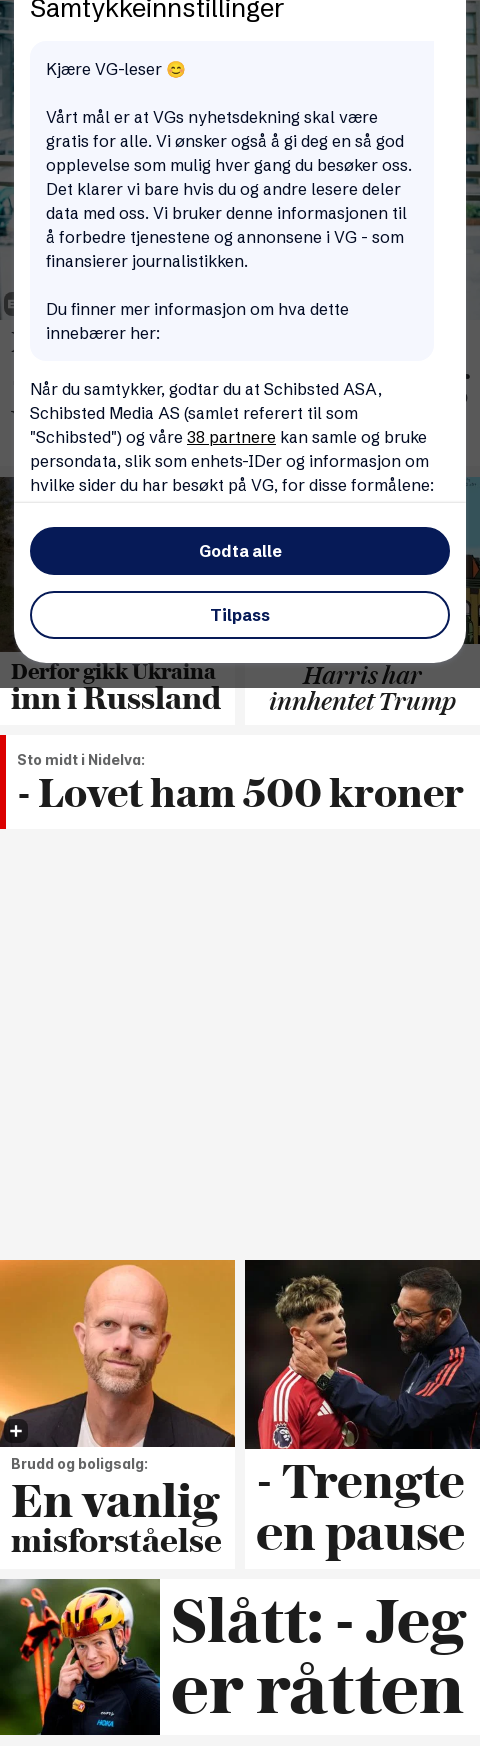 Samtykkeinnstillinger
Kjære VG-leser 😊
Vårt mål er at VGs nyhetsdekning skal være
gratis for alle. Vi ønsker også å gi deg en så god
opplevelse som mulig hver gang du besøker oss.
Det klarer vi bare hvis du og andre lesere deler
data med oss. Vi bruker denne informasjonen til
å forbedre tjenestene og annonsene i VG - som
finansierer journalistikken.
Du finner mer informasjon om hva dette
innebærer her:
Når du samtykker, godtar du at Schibsted ASA,
Schibsted Media AS (samlet referert til som
"Schibsted") og våre 38 partnere kan samle og bruke
persondata, slik som enhets-IDer og informasjon om
hvilke sider du har besøkt på VG, for disse formålene:
Godta alle
Tilpass
Derfor gikk Ukraina
inn i Russland
Harris har
innhentet Trump
Sto midt i Nidelva:
- Lovet ham 500 kroner
Brudd og boligsalg:
En vanlig
misforståelse
- Trengte
en pause
Slått: - Jeg
er råtten